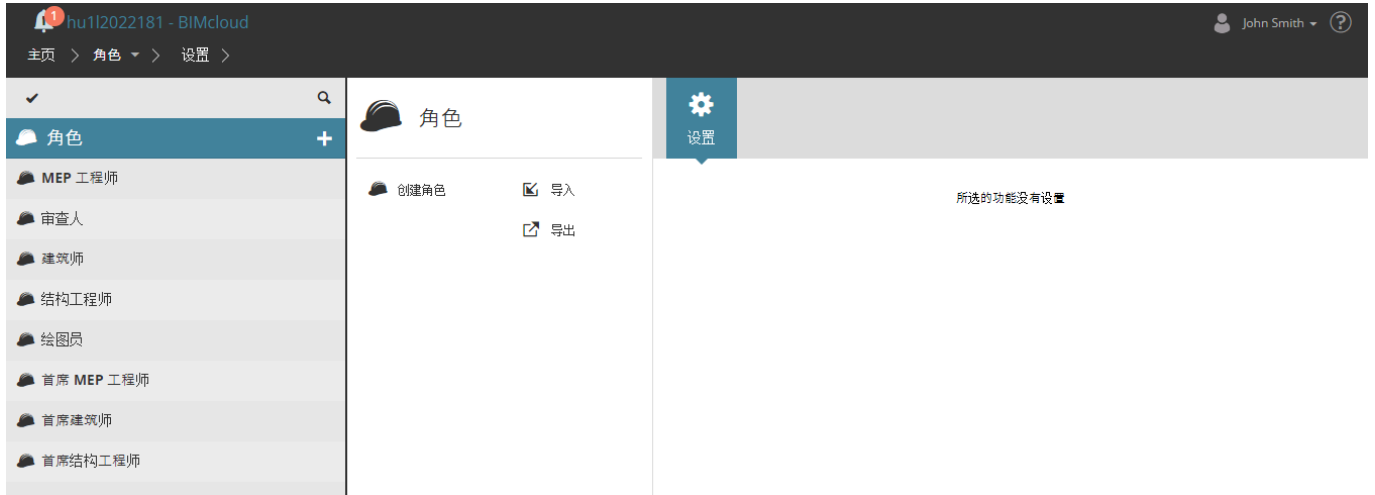 1
hu1l2022181 - BIMcloud
John Smith
?
主页 > 角色 > 设置 >
角色 +
MEP 工程师
审查人
建筑师
结构工程师
绘图员
首席 MEP 工程师
首席建筑师
首席结构工程师
角色
创建角色
导入
导出
设置
所选的功能没有设置